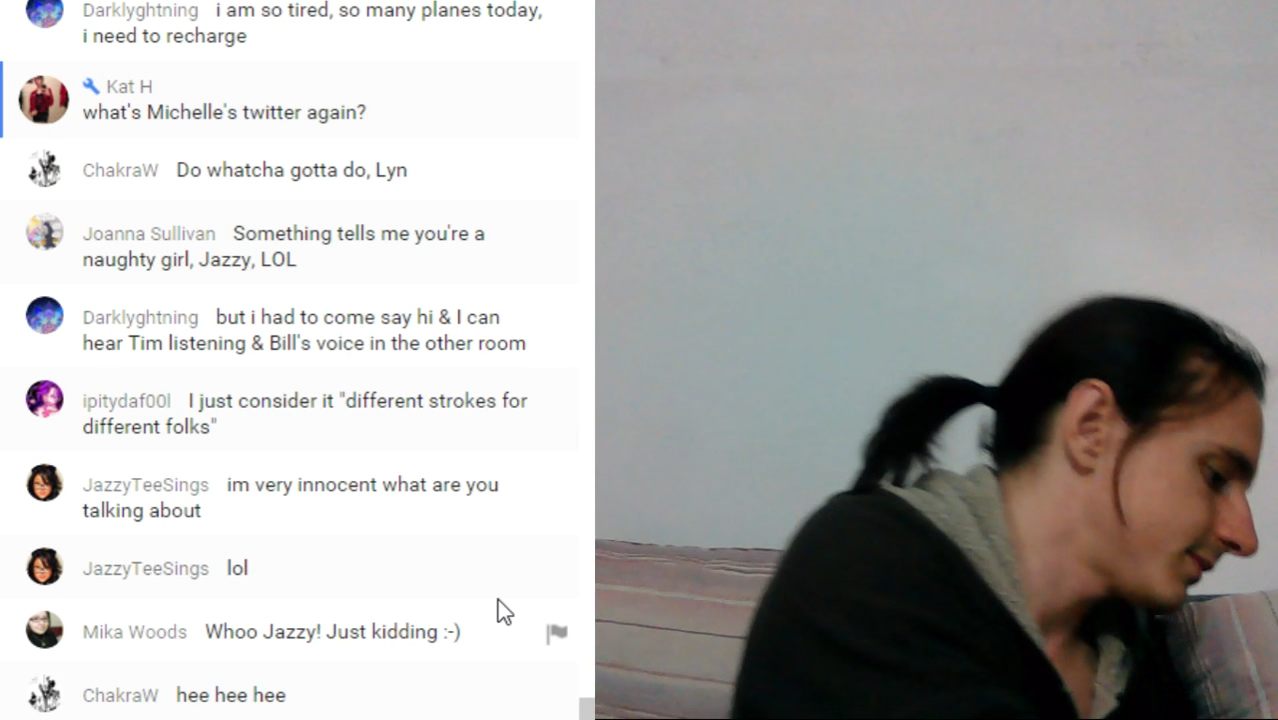 Darklyghtning i am so tired, so many planes today,
i need to recharge
Kat H
what's Michelle's twitter again?
ChakraW Do whatcha gotta do, Lyn
Joanna Sullivan Something tells me you're a
naughty girl, Jazzy, LOL
Darklyghtning but i had to come say hi & I can
hear Tim listening & Bill's voice in the other room
ipitydaf00l I just consider it "different strokes for
different folks"
JazzyTeeSings im very innocent what are you
talking about
JazzyTeeSings lol
Mika Woods Whoo Jazzy! Just kidding :-)
ChakraW hee hee hee